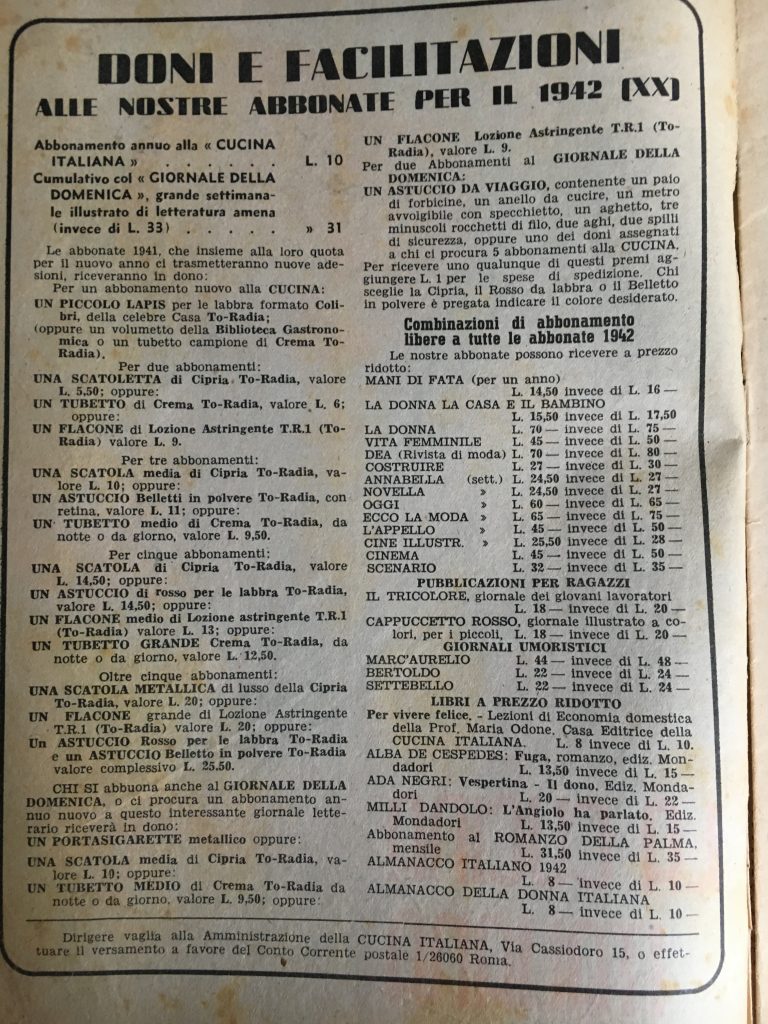 DONI E FACILITAZIONI
ALLE NOSTRE ABBONATE PER IL 1942 (XX)
Abbonamento annuo alla « CUCINA
ITALIANA » . . . . . . L. 10
Cumulativo col « GIORNALE DELLA
DOMENICA », grande settimana-
le illustrato di letteratura amena
(invece di L. 33) . . . . . » 31
Le abbonate 1941, che insieme alla loro quota
per il nuovo anno ci trasmetteranno nuove ade-
sioni, riceveranno in dono:
Per un abbonamento nuovo alla CUCINA:
UN PICCOLO LAPIS per le labbra formato Coli-
bri, della celebre Casa To-Radia;
(oppure un volumetto della Biblioteca Gastrono-
mica o un tubetto campione di Crema To-
Radia).
Per due abbonamenti:
UNA SCATOLETTA di Cipria To-Radia, valore
L. 5,50; oppure:
UN TUBETTO di Crema To-Radia, valore L. 6;
oppure:
UN FLACONE di Lozione Astringente T.R.1 (To-
Radia) valore L. 9.
Per tre abbonamenti:
UNA SCATOLA media di Cipria To-Radia, va-
lore L. 10; oppure:
UN ASTUCCIO Belletti in polvere To-Radia, con
retina, valore L. 11; oppure:
UN TUBETTO medio di Crema To-Radia, da
notte o da giorno, valore L. 9,50;
Per cinque abbonamenti:
UNA SCATOLA di Cipria To-Radia, valore
L. 14,50; oppure:
UN ASTUCCIO di rosso per le labbra To-Radia,
valore L. 14,50; oppure:
UN FLACONE medio di Lozione astringente T.R.1
(To-Radia) valore L. 13; oppure:
UN TUBETTO GRANDE Crema To-Radia, da
notte o da giorno, valore L. 12,50.
Oltre cinque abbonamenti:
UNA SCATOLA METALLICA di lusso della Cipria
To-Radia, valore L. 20; oppure:
UN FLACONE grande di Lozione Astringente
T.R.1 (To-Radia) valore L. 20; oppure:
Un ASTUCCIO Rosso per le labbra To-Radia
e un ASTUCCIO Belletto in polvere To-Radia
valore complessivo L. 25.50.
CHI SI abbuona anche al GIORNALE DELLA
DOMENICA, o ci procura un abbonamento an-
nuo nuovo a questo interessante giornale lette-
rario riceverà in dono:
UN PORTASIGARETTE metallico oppure:
UNA SCATOLA media di Cipria To-Radia, va-
lore L. 10; oppure:
UN TUBETTO MEDIO di Crema To-Radia da
notte o da giorno, valore L. 9,50; oppure:
UN FLACONE Lozione Astringente T.R.1 (To-
Radia), valore L. 9.
Per due Abbonamenti al GIORNALE DELLA
DOMENICA:
UN ASTUCCIO DA VIAGGIO, contenente un paio
di forbicine, un anello da cucire, un metro
avvolgibile con specchietto, un aghetto, tre
minuscoli rocchetti di filo, due aghi, due spilli
di sicurezza, oppure uno dei doni assegnati
a chi ci procura 5 abbonamenti alla CUCINA.
Per ricevere uno qualunque di questi premi ag-
giungere L. 1 per le spese di spedizione. Chi
sceglie la Cipria, il Rosso da labbra o il Belletto
in polvere è pregata indicare il colore desiderato.
Combinazioni di abbonamento
libere a tutte le abbonate 1942
Le nostre abbonate possono ricevere a prezzo
ridotto:
MANI DI FATA (per un anno)
L. 14,50 invece di L. 16 —
LA DONNA LA CASA E IL BAMBINO
L. 15,50 invece di L. 17,50
LA DONNA L. 70 — invece di L. 75 —
VITA FEMMINILE L. 45 — invece di L. 50 —
DEA (Rivista di moda) L. 70 — invece di L. 80 —
COSTRUIRE L. 27 — invece di L. 30 —
ANNABELLA (sett.) L. 24,50 invece di L. 27 —
NOVELLA » L. 24,50 invece di L. 27 —
OGGI » L. 60 — invece di L. 65 —
ECCO LA MODA » L. 65 — invece di L. 75 —
L'APPELLO » L. 45 — invece di L. 50 —
CINE ILLUSTR. » L. 25,50 invece di L. 28 —
CINEMA L. 45 — invece di L. 50 —
SCENARIO L. 32 — invece di L. 35 —
PUBBLICAZIONI PER RAGAZZI
IL TRICOLORE, giornale dei giovani lavoratori
L. 18 — invece di L. 20 —
CAPPUCCETTO ROSSO, giornale illustrato a co-
lori, per i piccoli, L. 18 — invece di L. 20 —
GIORNALI UMORISTICI
MARC'AURELIO L. 44 — invece di L. 48 —
BERTOLDO L. 22 — invece di L. 24 —
SETTEBELLO L. 22 — invece di L. 24 —
LIBRI A PREZZO RIDOTTO
Per vivere felice. - Lezioni di Economia domestica
della Prof. Maria Odone. Casa Editrice della
CUCINA ITALIANA. L. 8 invece di L. 10.
ALBA DE CESPEDES: Fuga, romanzo, ediz. Mon-
dadori L. 13,50 invece di L. 15 —
ADA NEGRI: Vespertina - Il dono. Ediz. Monda-
dori L. 20 — invece di L. 22 —
MILLI DANDOLO: L'Angiolo ha parlato. Ediz.
Mondadori L. 13,50 invece di L. 15 —
Abbonamento al ROMANZO DELLA PALMA,
mensile L. 31,50 invece di L. 35 —
ALMANACCO ITALIANO 1942
L. 8 — invece di L. 10 —
ALMANACCO DELLA DONNA ITALIANA
L. 8 — invece di L. 10 —
Dirigere vaglia alla Amministrazione della CUCINA ITALIANA, Via Cassiodoro 15, o effet-
tuare il versamento a favore del Conto Corrente postale 1/26060 Roma.